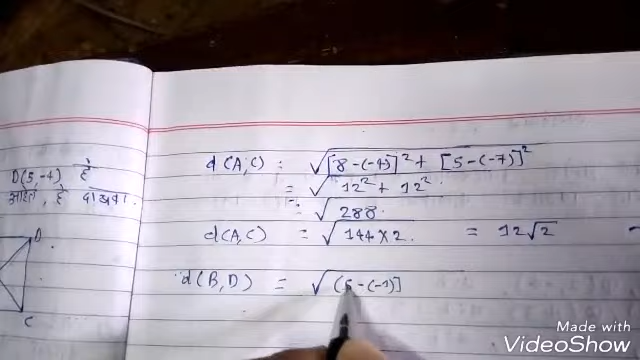 D(5,-4) हे
आहेत, हे दाखवा.
D
C
d(A,C) = √[8-(-4)]² + [5-(-7)]²
= √12² + 12²
= √288
d(A,C) = √144×2 = 12√2
d(B,D) = √(5-(-1)]
Made with
VideoShow